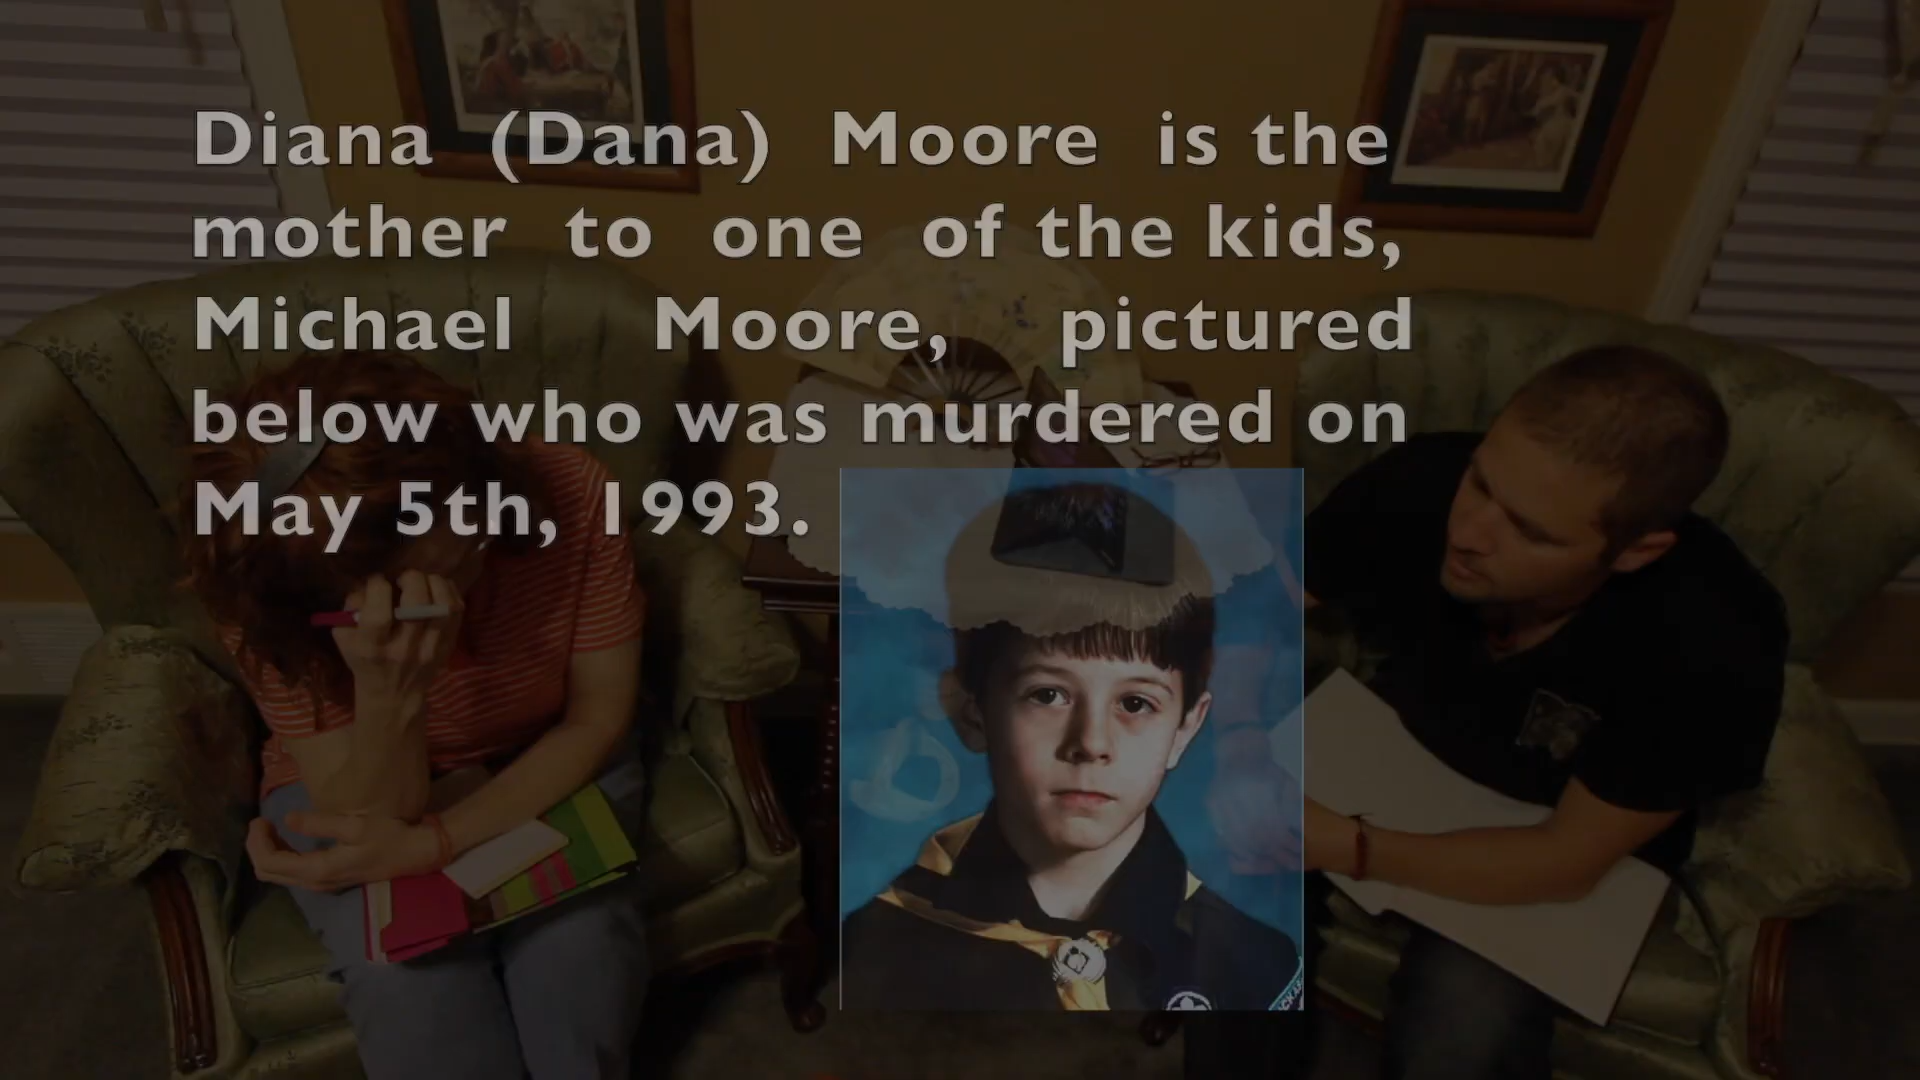 Diana (Dana) Moore is the
mother to one of the kids,
Michael Moore, pictured
below who was murdered on
May 5th, 1993.